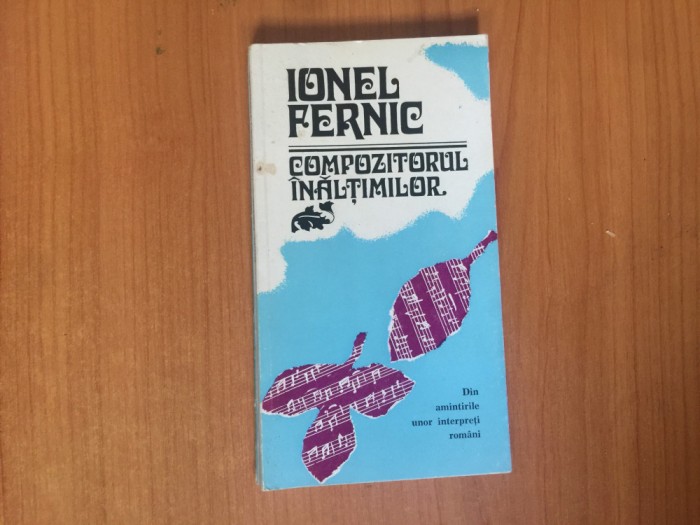 IONEL
FERNIC
COMPOZITORUL
ÎNĂLȚIMILOR
Din
amintirile
unor interpreți
români